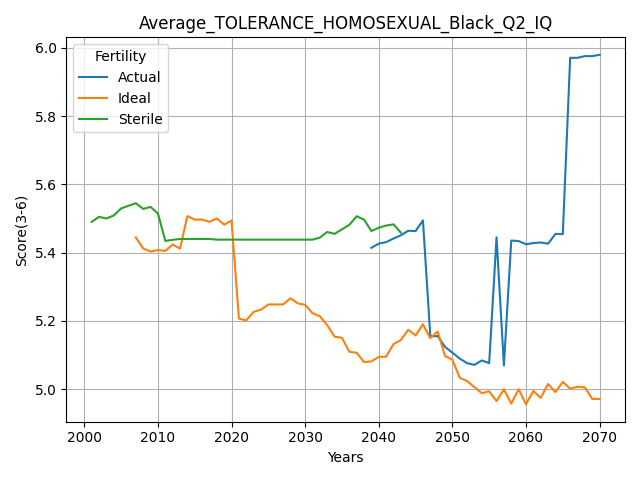 Average_TOLERANCE_HOMOSEXUAL_Black_Q2_IQ
Fertility
Actual
Ideal
Sterile
Score(3-6)
6.0
5.8
5.6
5.4
5.2
5.0
2000 2010 2020 2030 2040 2050 2060 2070
Years